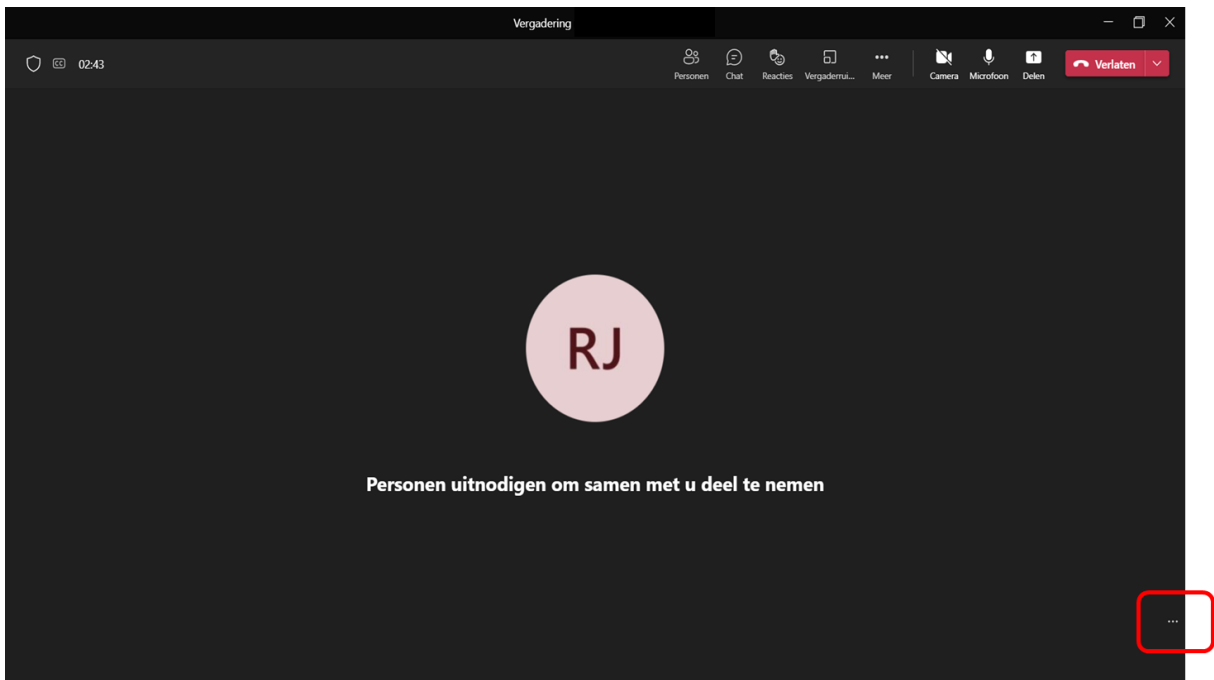 Vergadering
CC 02:43
Personen Chat Reacties Vergaderrui... Meer Camera Microfoon Delen Verlaten
RJ
Personen uitnodigen om samen met u deel te nemen